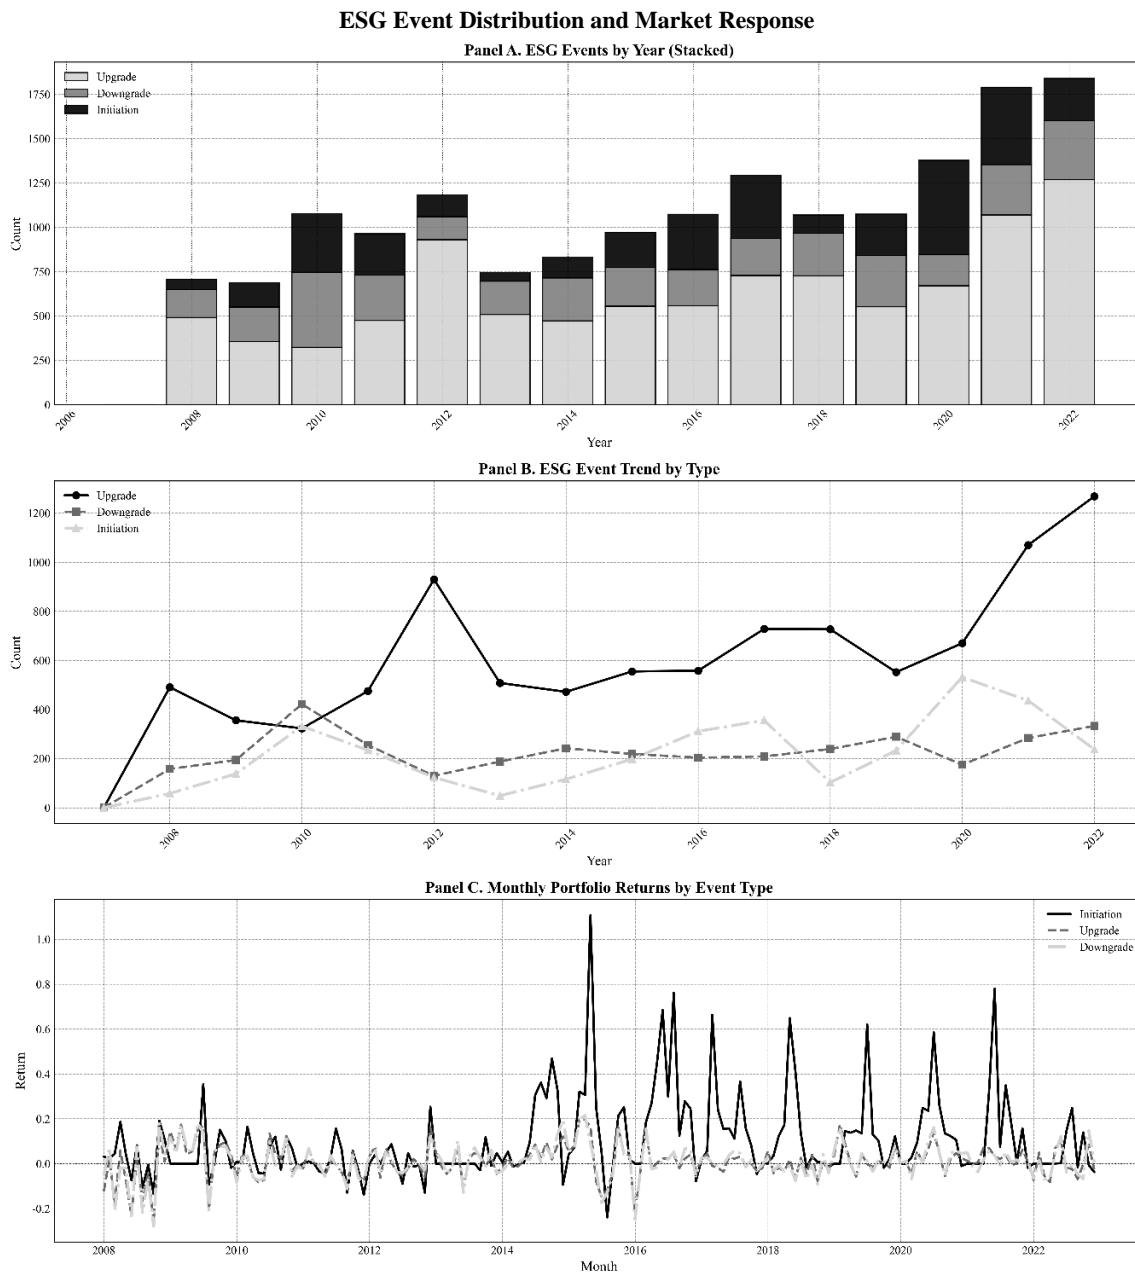 ESG Event Distribution and Market Response
Panel A. ESG Events by Year (Stacked)
Upgrade
Downgrade
Initiation
1750
1500
1250
1000
750
500
250
0
Count
2006
2008
2010
2012
2014
2016
2018
2020
2022
Year
Panel B. ESG Event Trend by Type
Upgrade
Downgrade
Initiation
1200
1000
800
600
400
200
0
Count
2008
2010
2012
2014
2016
2018
2020
2022
Year
Panel C. Monthly Portfolio Returns by Event Type
Initiation
Upgrade
Downgrade
1.0
0.8
0.6
0.4
0.2
0.0
-0.2
Return
2008
2010
2012
2014
2016
2018
2020
2022
Month